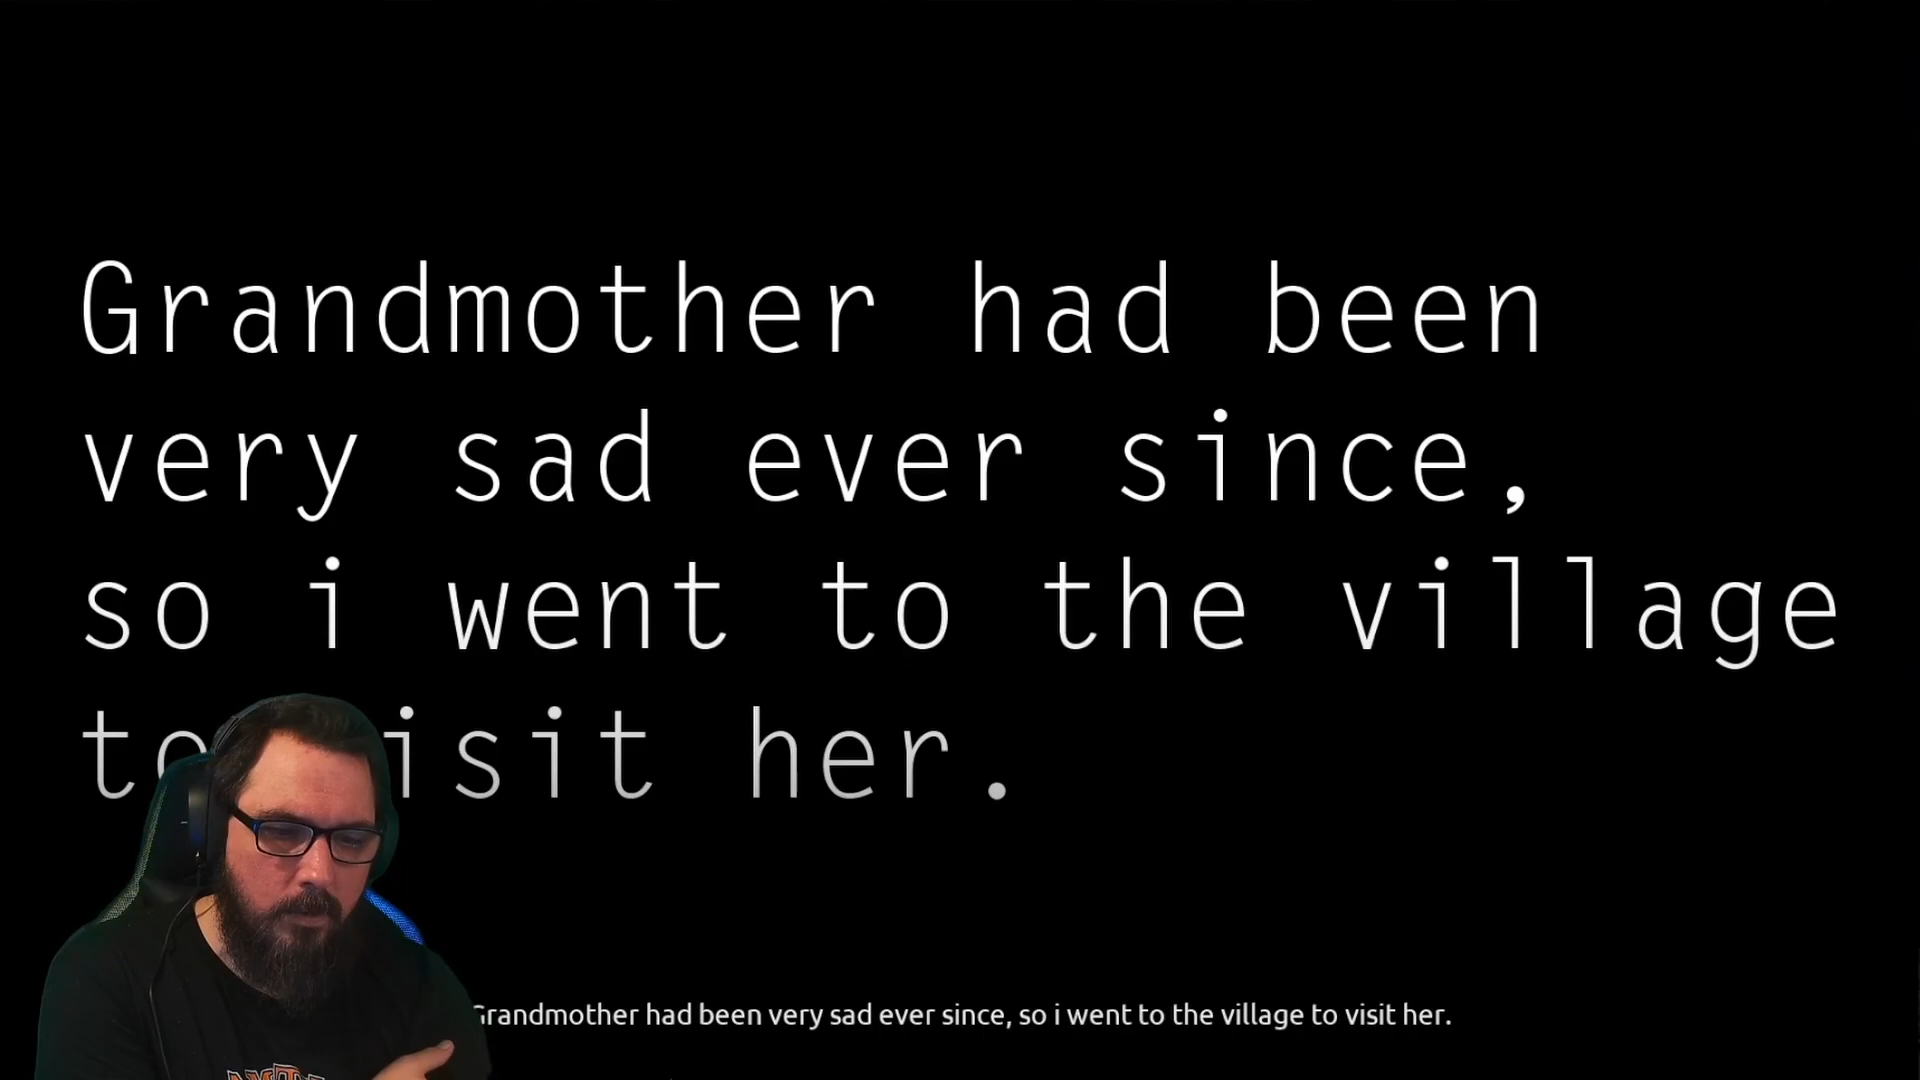 Grandmother had been
very sad ever since,
so i went to the village
isit her.
Grandmother had been very sad ever since, so i went to the village to visit her.